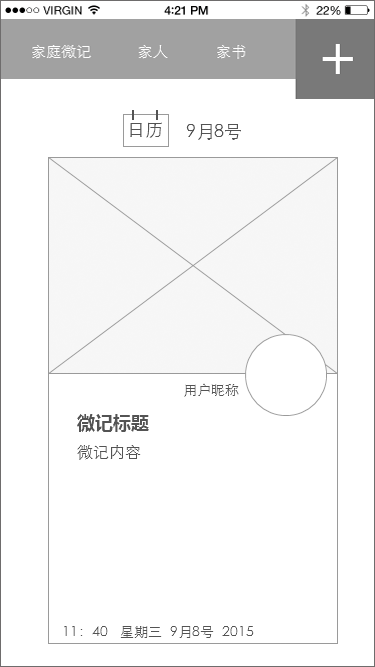 VIRGIN 4:21 PM 22%
家庭微记 家人 家书
日历 9月8号
用户昵称
微记标题
微记内容
11：40 星期三 9月8号 2015